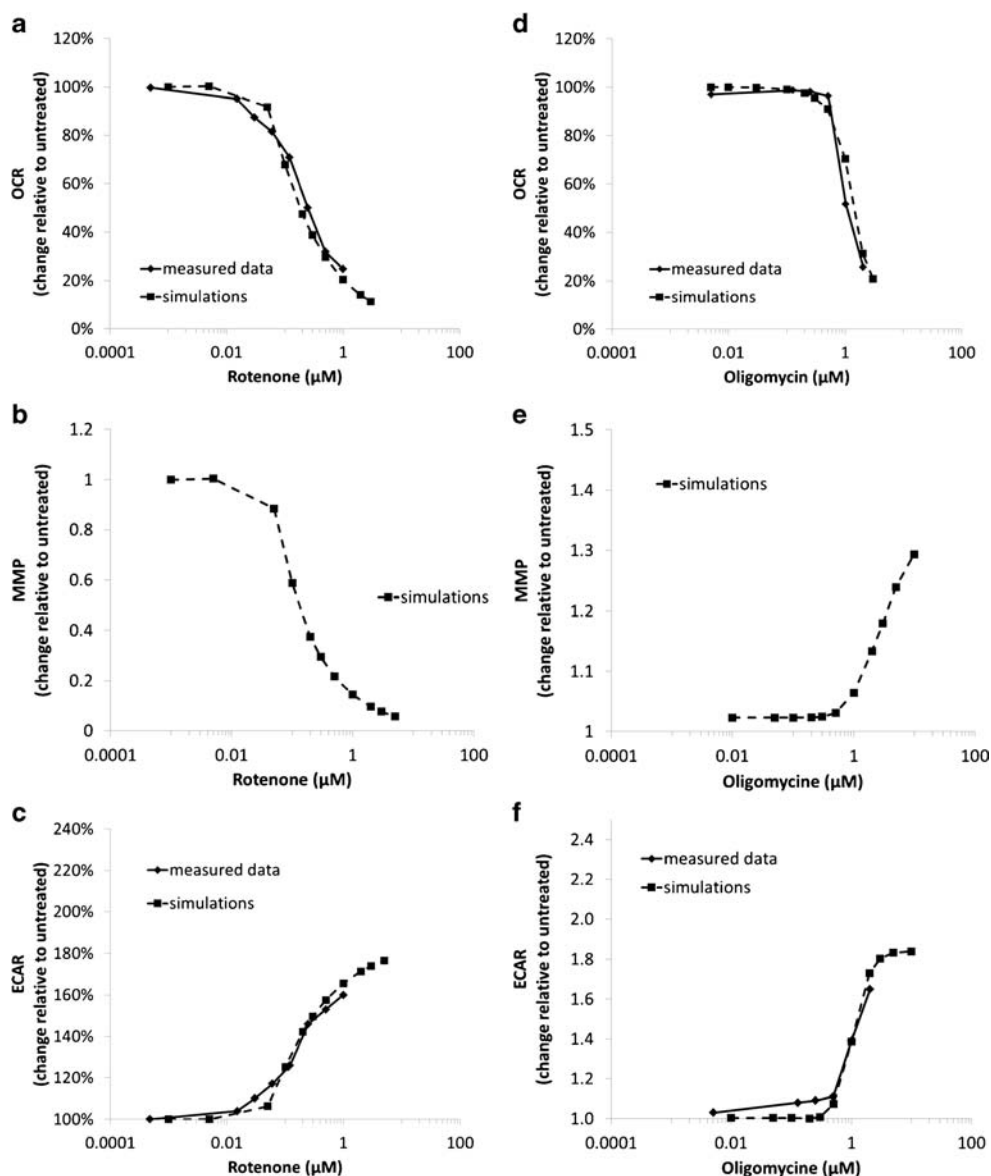 a
120%
100%
80%
60%
40%
20%
0%
OCR
(change relative to untreated)
measured data
simulations
0.0001
0.01
1
100
Rotenone (µM)
d
120%
100%
80%
60%
40%
20%
0%
OCR
(change relative to untreated)
measured data
simulations
0.0001
0.01
1
100
Oligomycin (µM)
b
1.2
1
0.8
0.6
0.4
0.2
0
MMP
(change relative to untreated)
simulations
0.0001
0.01
1
100
Rotenone (µM)
e
1.5
1.4
1.3
1.2
1.1
1
MMP
(change relative to untreated)
simulations
0.0001
0.01
1
100
Oligomycine (µM)
c
240%
220%
200%
180%
160%
140%
120%
100%
ECAR
(change relative to untreated)
measured data
simulations
0.0001
0.01
1
100
Rotenone (µM)
f
2.4
2.2
2.0
1.8
1.6
1.4
1.2
1.0
ECAR
(change relative to untreated)
measured data
simulations
0.0001
0.01
1
100
Oligomycine (µM)